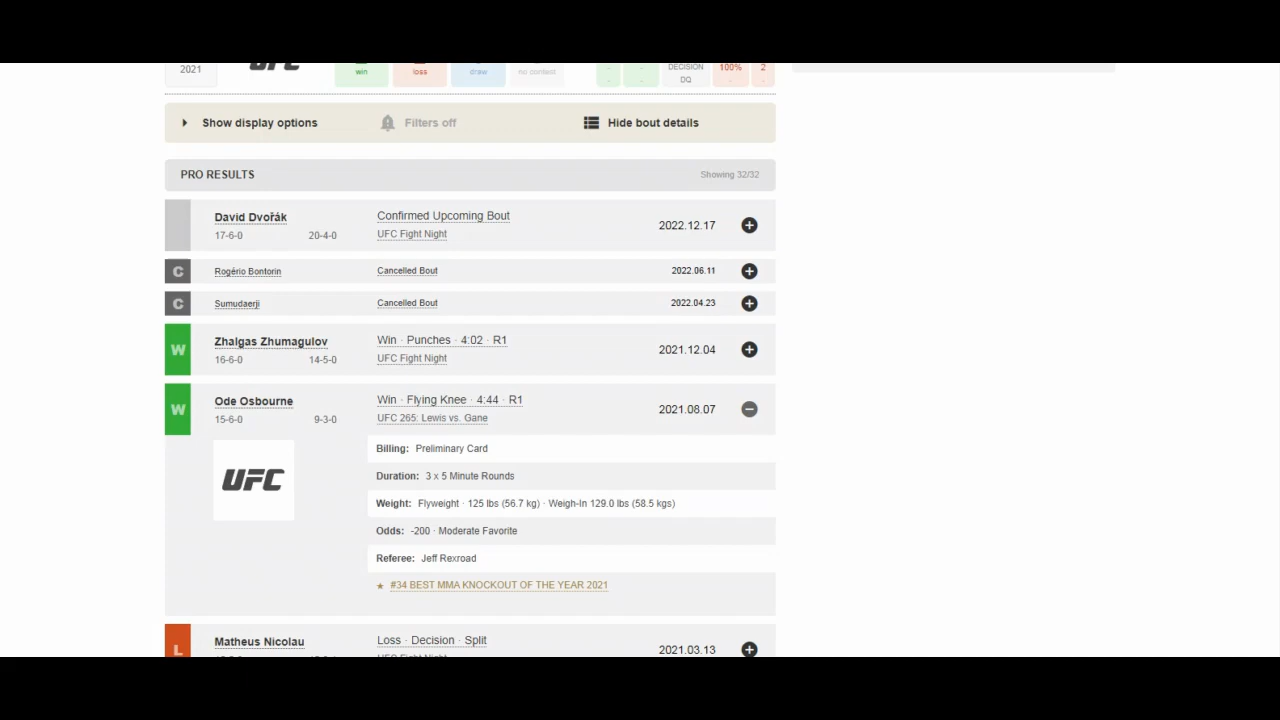 2021
UFC
win
loss
draw
no contest
DECISION
DQ
100%
2
Show display options
Filters off
Hide bout details
PRO RESULTS
Showing 32/32
David Dvořák
Confirmed Upcoming Bout
2022.12.17
17-6-0
20-4-0
UFC Fight Night
C
Rogério Bontorin
Cancelled Bout
2022.06.11
C
Sumudaerji
Cancelled Bout
2022.04.23
W
Zhalgas Zhumagulov
Win · Punches · 4:02 · R1
2021.12.04
16-6-0
14-5-0
UFC Fight Night
W
Ode Osbourne
Win · Flying Knee · 4:44 · R1
2021.08.07
15-6-0
9-3-0
UFC 265: Lewis vs. Gane
UFC
Billing: Preliminary Card
Duration: 3 x 5 Minute Rounds
Weight: Flyweight · 125 lbs (56.7 kg) · Weigh-In 129.0 lbs (58.5 kgs)
Odds: -200 · Moderate Favorite
Referee: Jeff Rexroad
★ #34 BEST MMA KNOCKOUT OF THE YEAR 2021
L
Matheus Nicolau
Loss · Decision · Split
2021.03.13